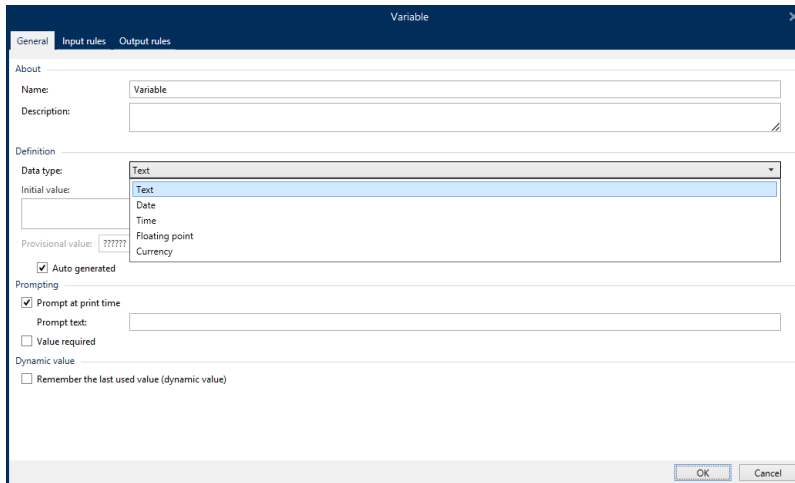 Variable
General Input rules Output rules
About
Name: Variable
Description:
Definition
Data type: Text
Initial value: Text
Date
Time
Floating point
Currency
Provisional value: ??????
Auto generated
Prompting
Prompt at print time
Prompt text:
Value required
Dynamic value
Remember the last used value (dynamic value)
OK Cancel